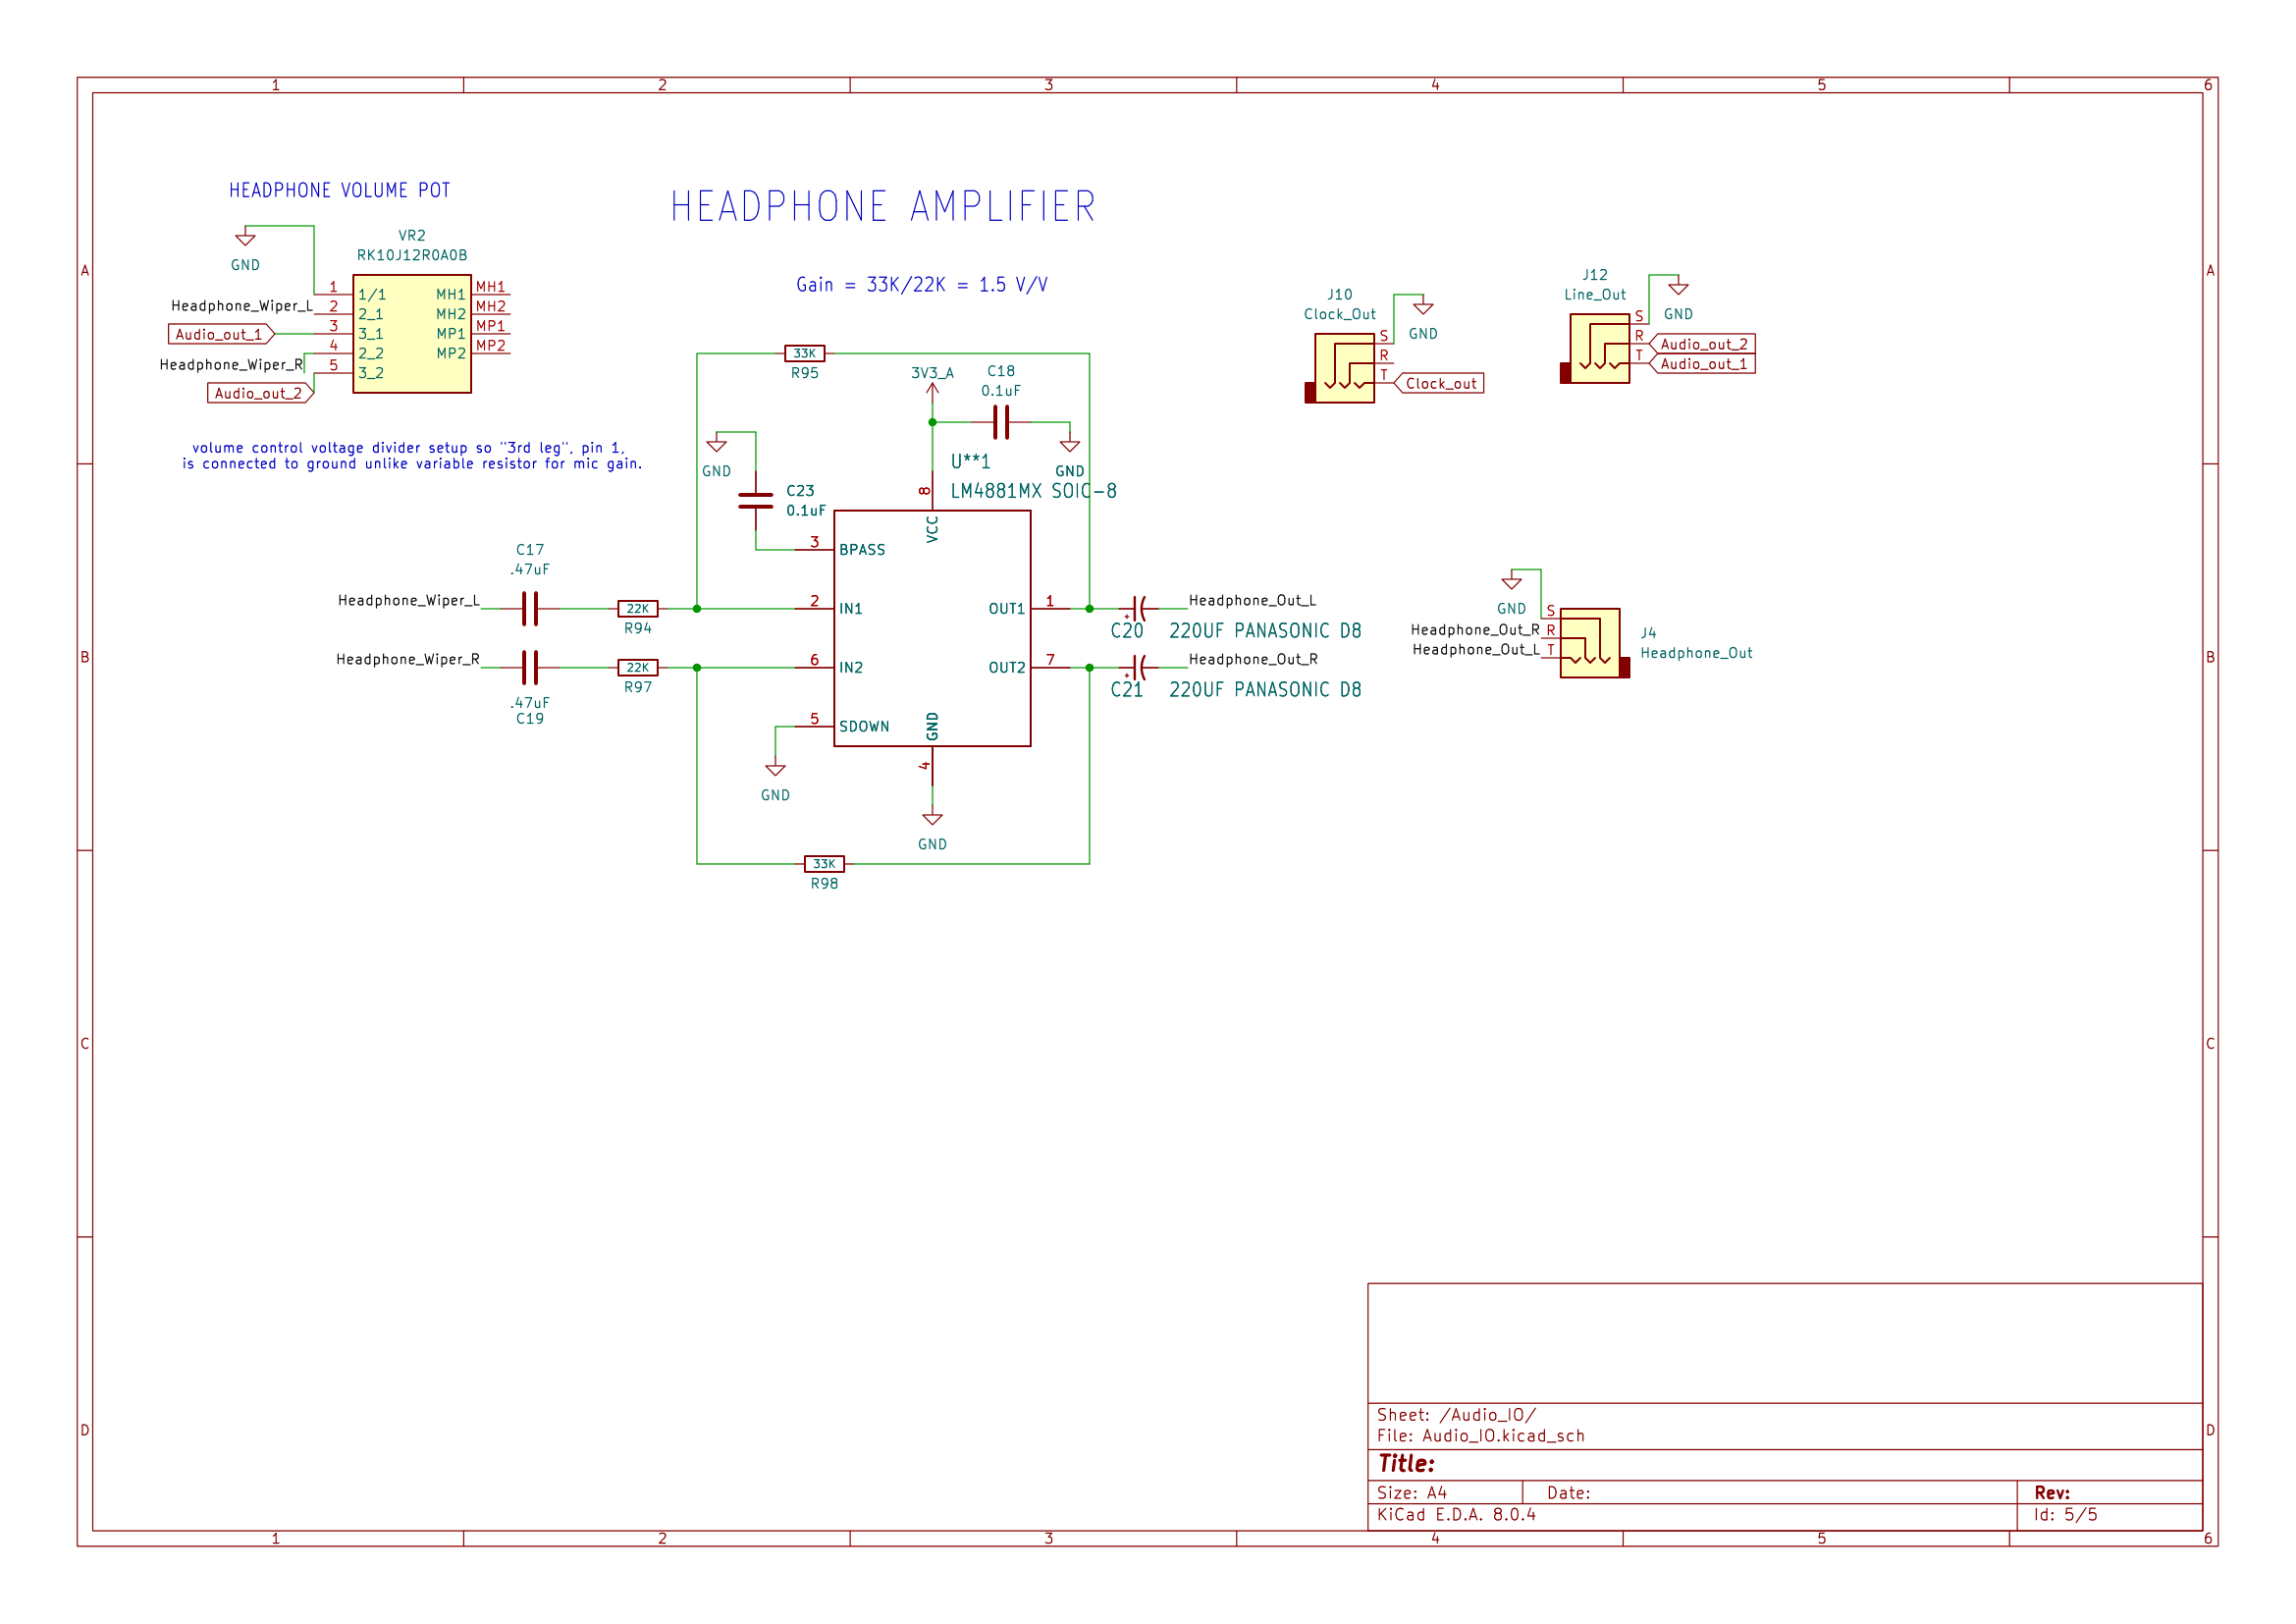 1 2 3 4 5 6
A
B
C
D
A
B
C
D
HEADPHONE VOLUME POT
GND
VR2
RK10J12R0A0B
1 1/1 MH1 MH1
Headphone_Wiper_L 2 2_1 MH2 MH2
Audio_out_1 3 3_1 MP1 MP1
4 2_2 MP2 MP2
Headphone_Wiper_R 5 3_2
Audio_out_2
volume control voltage divider setup so "3rd leg", pin 1,
is connected to ground unlike variable resistor for mic gain.
HEADPHONE AMPLIFIER
Gain = 33K/22K = 1.5 V/V
33K
R95
3V3_A
C18
0.1uF
GND
GND
U**1
LM4881MX SOIC-8
C23
0.1uF
8
VCC
3 BPASS
C17
.47uF
Headphone_Wiper_L
22K
R94
2 IN1
OUT1 1
Headphone_Out_L
C20 220UF PANASONIC D8
Headphone_Wiper_R
22K
R97
.47uF
C19
6 IN2
OUT2 7
Headphone_Out_R
C21 220UF PANASONIC D8
5 SDOWN
GND
4
GND
GND
33K
R98
J10
Clock_Out
GND
S
R
T Clock_out
J12
Line_Out
GND
S
R Audio_out_2
T Audio_out_1
GND
S
Headphone_Out_R R
Headphone_Out_L T
J4
Headphone_Out
Sheet: /Audio_IO/
File: Audio_IO.kicad_sch
Title:
Size: A4 Date: Rev:
KiCad E.D.A. 8.0.4 Id: 5/5
1 2 3 4 5 6